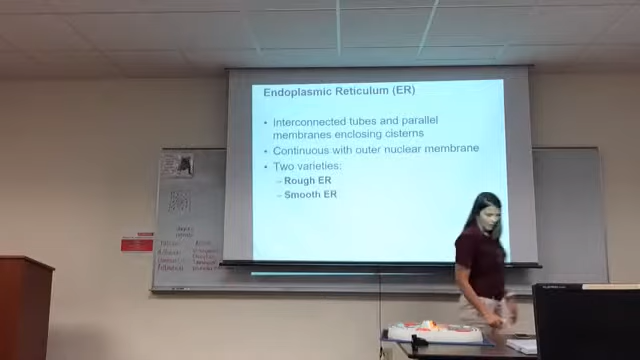 Endoplasmic Reticulum (ER)
• Interconnected tubes and parallel
membranes enclosing cisterns
• Continuous with outer nuclear membrane
• Two varieties:
– Rough ER
– Smooth ER